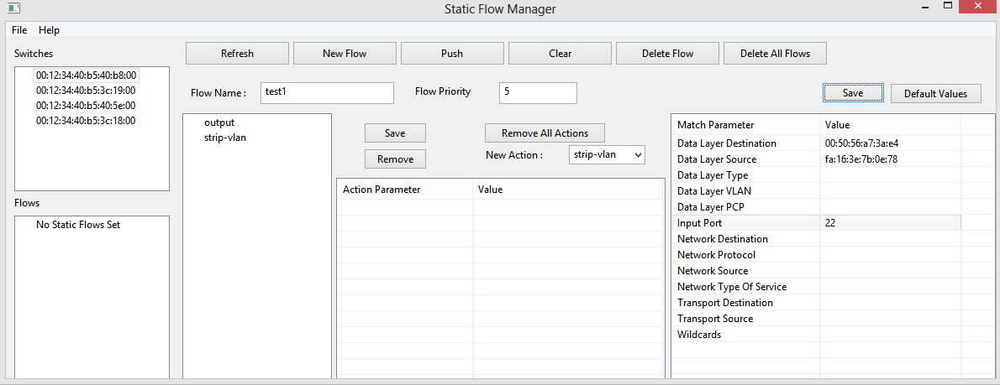 Static Flow Manager
File Help
Switches
00:12:34:40:b5:40:b8:00
00:12:34:40:b5:3c:19:00
00:12:34:40:b5:40:5e:00
00:12:34:40:b5:3c:18:00
Flows
No Static Flows Set
Refresh New Flow Push Clear Delete Flow Delete All Flows
Flow Name : test1 Flow Priority 5
Save Default Values
output
strip-vlan
Save Remove All Actions
Remove New Action : strip-vlan
Action Parameter Value
Match Parameter Value
Data Layer Destination 00:50:56:a7:3a:e4
Data Layer Source fa:16:3e:7b:0e:78
Data Layer Type
Data Layer VLAN
Data Layer PCP
Input Port 22
Network Destination
Network Protocol
Network Source
Network Type Of Service
Transport Destination
Transport Source
Wildcards